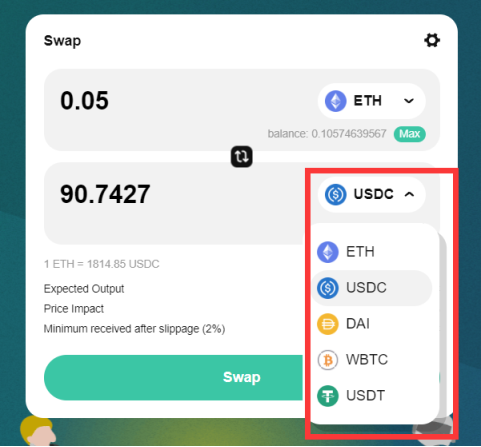 Swap
0.05
ETH
balance: 0.10574639567 Max
90.7427
USDC
1 ETH = 1814.85 USDC
Expected Output
Price Impact
Minimum received after slippage (2%)
Swap
ETH
USDC
DAI
WBTC
USDT